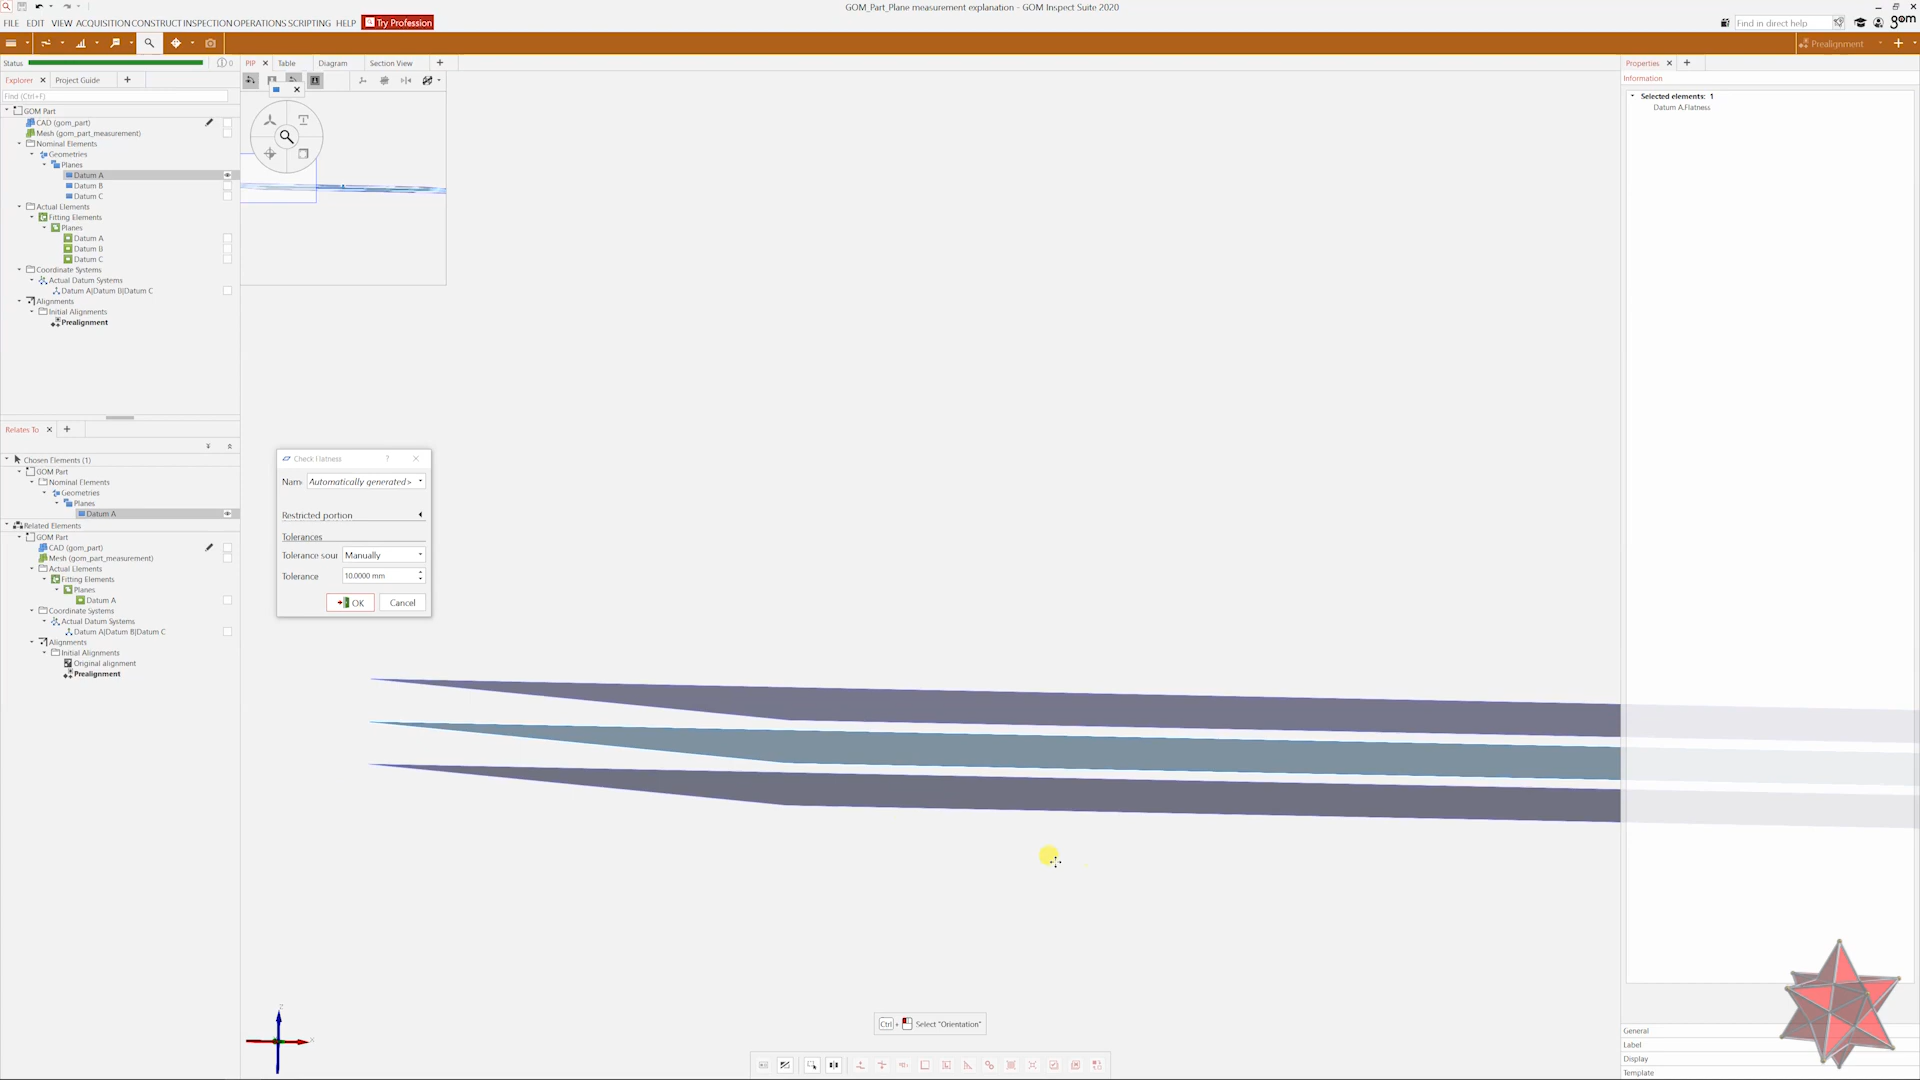 GOM_Part_Plane measurement explanation - GOM Inspect Suite 2020
FILE EDIT VIEW ACQUISITION CONSTRUCT INSPECTION OPERATIONS SCRIPTING HELP Try Profession
Find in direct help
gom
Prealignment
Status
0
PIP Table Diagram Section View
Explorer Project Guide
Find (Ctrl+F)
GOM Part
CAD (gom_part)
Mesh (gom_part_measurement)
Nominal Elements
Geometries
Planes
Datum A
Datum B
Datum C
Actual Elements
Fitting Elements
Planes
Datum A
Datum B
Datum C
Coordinate Systems
Actual Datum Systems
Datum A|Datum B|Datum C
Alignments
Initial Alignments
Prealignment
Relates To
Chosen Elements (1)
GOM Part
Nominal Elements
Geometries
Planes
Datum A
Related Elements
GOM Part
CAD (gom_part)
Mesh (gom_part_measurement)
Actual Elements
Fitting Elements
Planes
Datum A
Coordinate Systems
Actual Datum Systems
Datum A|Datum B|Datum C
Alignments
Initial Alignments
Original alignment
Prealignment
Check Flatness ?
Name Automatically generated>
Restricted portion
Tolerances
Tolerance sour Manually
Tolerance 10.0000 mm
OK Cancel
Ctrl + Select "Orientation"
Properties
Information
Selected elements: 1
Datum A.Flatness
General
Label
Display
Template